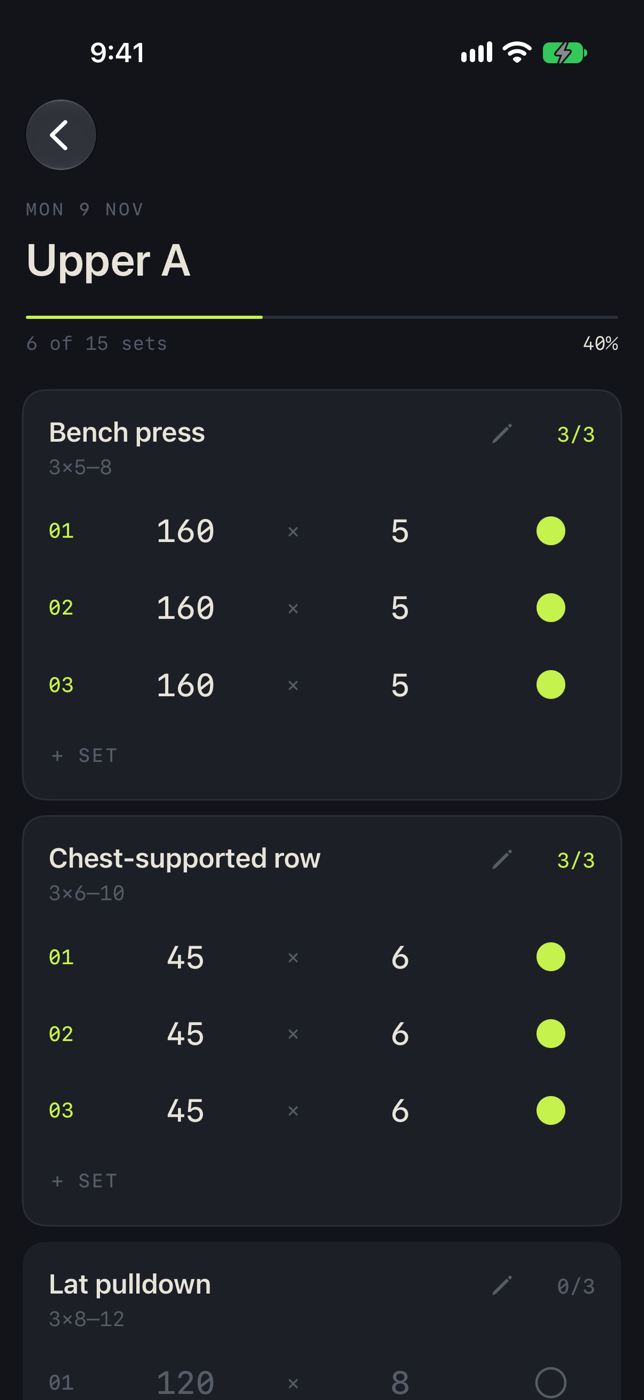 9:41
MON 9 NOV
Upper A
6 of 15 sets 40%
Bench press 3/3
3×5–8
01 160 × 5
02 160 × 5
03 160 × 5
+ SET
Chest-supported row 3/3
3×6–10
01 45 × 6
02 45 × 6
03 45 × 6
+ SET
Lat pulldown 0/3
3×8–12
01 120 × 8